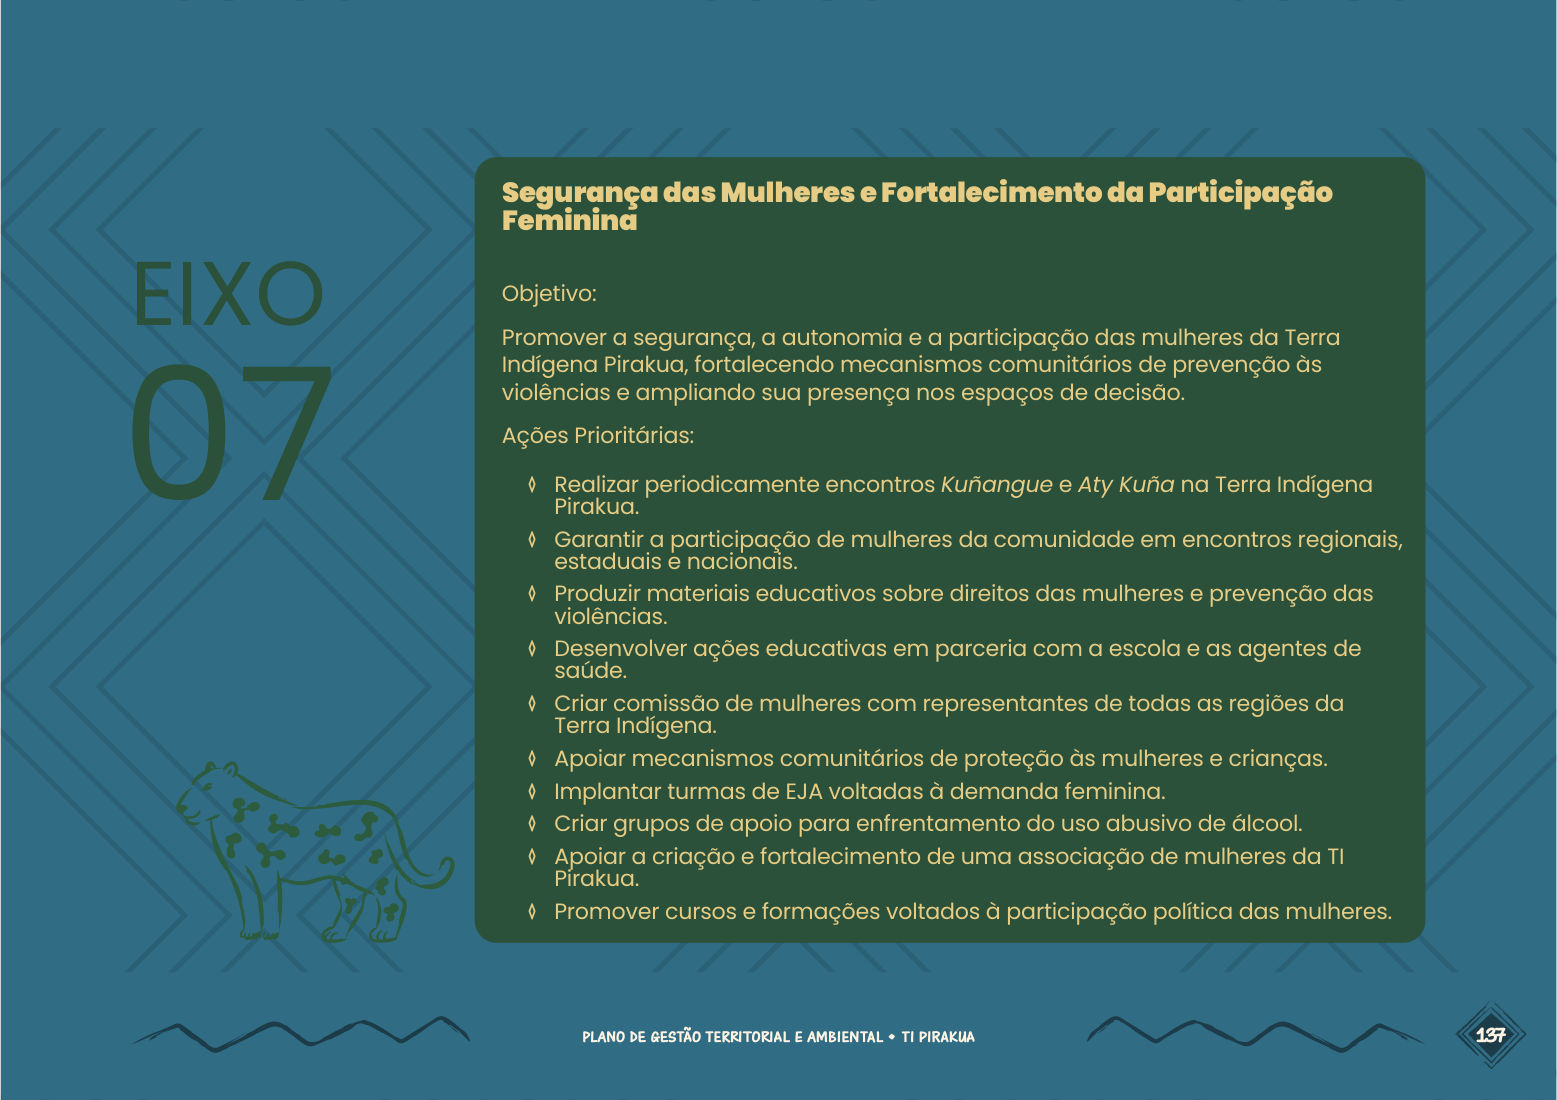 EIXO
07
Segurança das Mulheres e Fortalecimento da Participação
Feminina
Objetivo:
Promover a segurança, a autonomia e a participação das mulheres da Terra
Indígena Pirakua, fortalecendo mecanismos comunitários de prevenção às
violências e ampliando sua presença nos espaços de decisão.
Ações Prioritárias:
◊ Realizar periodicamente encontros Kuñangue e Aty Kuña na Terra Indígena
Pirakua.
◊ Garantir a participação de mulheres da comunidade em encontros regionais,
estaduais e nacionais.
◊ Produzir materiais educativos sobre direitos das mulheres e prevenção das
violências.
◊ Desenvolver ações educativas em parceria com a escola e as agentes de
saúde.
◊ Criar comissão de mulheres com representantes de todas as regiões da
Terra Indígena.
◊ Apoiar mecanismos comunitários de proteção às mulheres e crianças.
◊ Implantar turmas de EJA voltadas à demanda feminina.
◊ Criar grupos de apoio para enfrentamento do uso abusivo de álcool.
◊ Apoiar a criação e fortalecimento de uma associação de mulheres da TI
Pirakua.
◊ Promover cursos e formações voltados à participação política das mulheres.
PLANO DE GESTÃO TERRITORIAL E AMBIENTAL • TI PIRAKUA
137